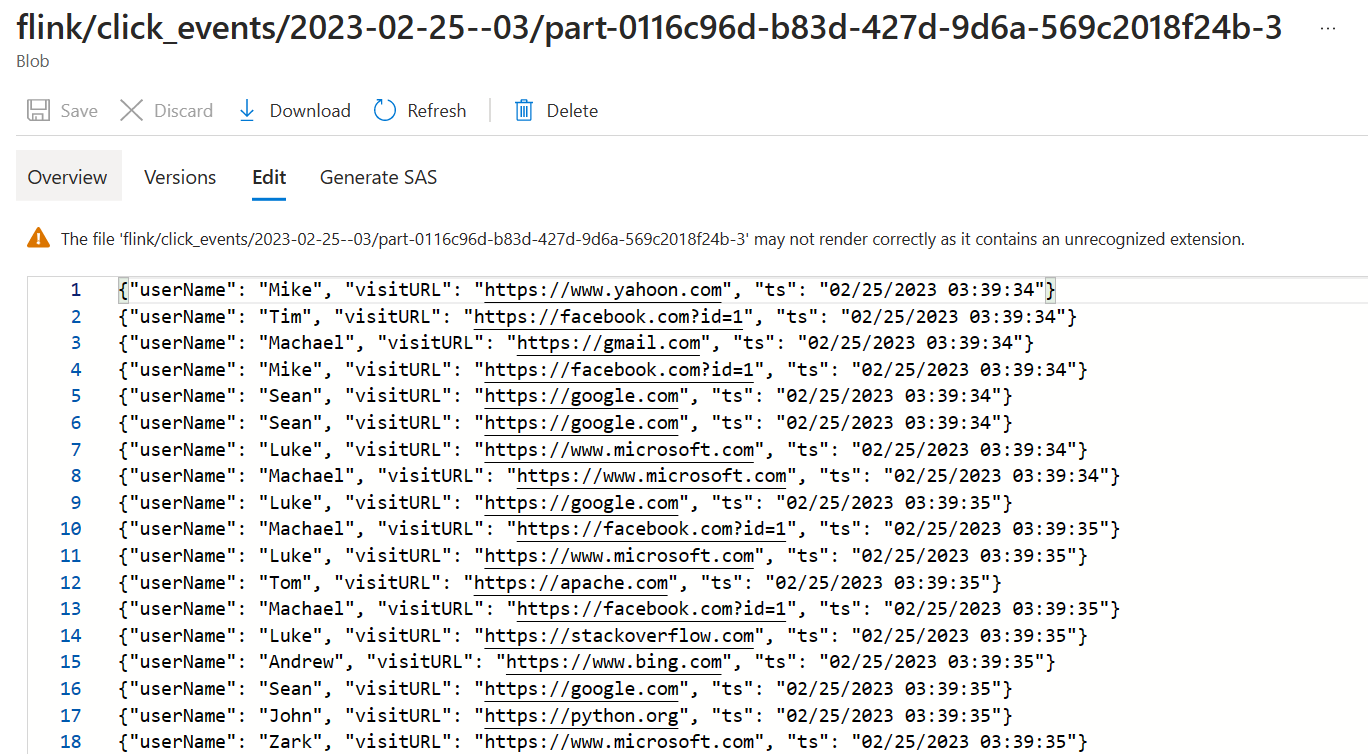 flink/click_events/2023-02-25--03/part-0116c96d-b83d-427d-9d6a-569c2018f24b-3 ...
Blob
Save Discard Download Refresh Delete
Overview Versions Edit Generate SAS
The file 'flink/click_events/2023-02-25--03/part-0116c96d-b83d-427d-9d6a-569c2018f24b-3' may not render correctly as it contains an unrecognized extension.
1 {"userName": "Mike", "visitURL": "https://www.yahoon.com", "ts": "02/25/2023 03:39:34"}
2 {"userName": "Tim", "visitURL": "https://facebook.com?id=1", "ts": "02/25/2023 03:39:34"}
3 {"userName": "Machael", "visitURL": "https://gmail.com", "ts": "02/25/2023 03:39:34"}
4 {"userName": "Mike", "visitURL": "https://facebook.com?id=1", "ts": "02/25/2023 03:39:34"}
5 {"userName": "Sean", "visitURL": "https://google.com", "ts": "02/25/2023 03:39:34"}
6 {"userName": "Sean", "visitURL": "https://google.com", "ts": "02/25/2023 03:39:34"}
7 {"userName": "Luke", "visitURL": "https://www.microsoft.com", "ts": "02/25/2023 03:39:34"}
8 {"userName": "Machael", "visitURL": "https://www.microsoft.com", "ts": "02/25/2023 03:39:34"}
9 {"userName": "Luke", "visitURL": "https://google.com", "ts": "02/25/2023 03:39:35"}
10 {"userName": "Machael", "visitURL": "https://facebook.com?id=1", "ts": "02/25/2023 03:39:35"}
11 {"userName": "Luke", "visitURL": "https://www.microsoft.com", "ts": "02/25/2023 03:39:35"}
12 {"userName": "Tom", "visitURL": "https://apache.com", "ts": "02/25/2023 03:39:35"}
13 {"userName": "Machael", "visitURL": "https://facebook.com?id=1", "ts": "02/25/2023 03:39:35"}
14 {"userName": "Luke", "visitURL": "https://stackoverflow.com", "ts": "02/25/2023 03:39:35"}
15 {"userName": "Andrew", "visitURL": "https://www.bing.com", "ts": "02/25/2023 03:39:35"}
16 {"userName": "Sean", "visitURL": "https://google.com", "ts": "02/25/2023 03:39:35"}
17 {"userName": "John", "visitURL": "https://python.org", "ts": "02/25/2023 03:39:35"}
18 {"userName": "Zark", "visitURL": "https://www.microsoft.com", "ts": "02/25/2023 03:39:35"}